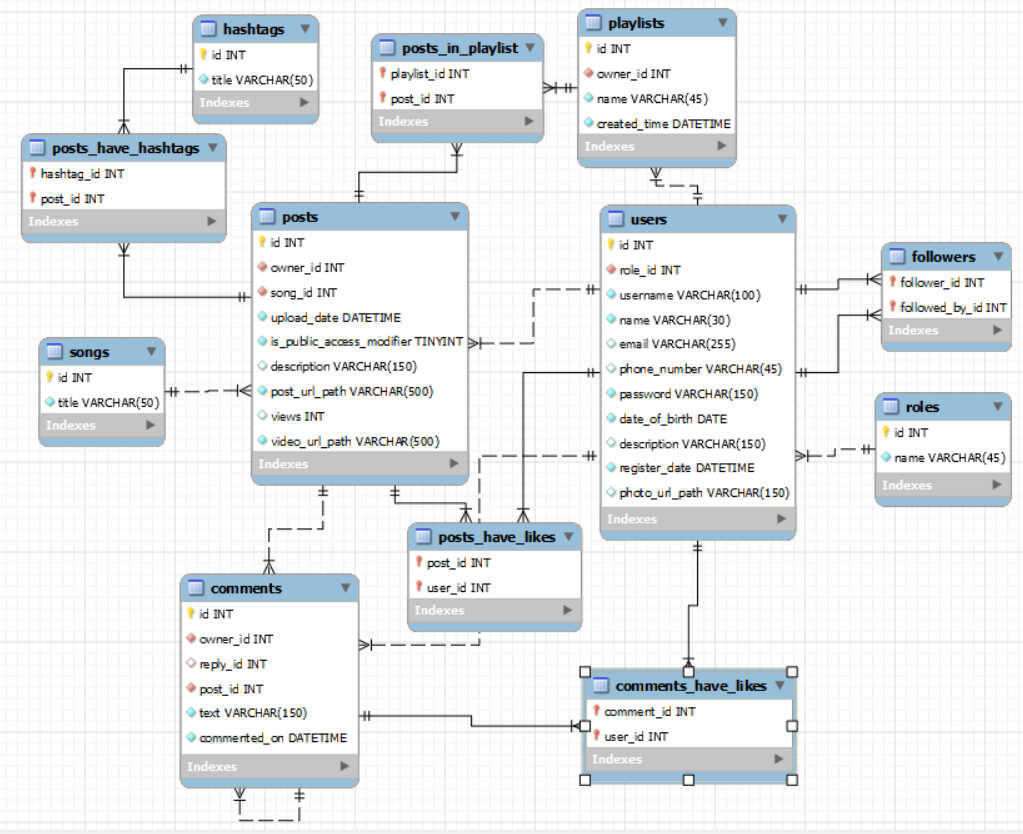 hashtags
id INT
title VARCHAR(50)
Indexes
posts_in_playlist
playlist_id INT
post_id INT
Indexes
playlists
id INT
owner_id INT
name VARCHAR(45)
created_time DATETIME
Indexes
posts_have_hashtags
hashtag_id INT
post_id INT
Indexes
posts
id INT
owner_id INT
song_id INT
upload_date DATETIME
is_public_access_modifier TINYINT
description VARCHAR(150)
post_url_path VARCHAR(500)
views INT
video_url_path VARCHAR(500)
Indexes
users
id INT
role_id INT
username VARCHAR(100)
name VARCHAR(30)
email VARCHAR(255)
phone_number VARCHAR(45)
password VARCHAR(150)
date_of_birth DATE
description VARCHAR(150)
register_date DATETIME
photo_url_path VARCHAR(150)
Indexes
followers
follower_id INT
followed_by_id INT
Indexes
songs
id INT
title VARCHAR(50)
Indexes
roles
id INT
name VARCHAR(45)
Indexes
posts_have_likes
post_id INT
user_id INT
Indexes
comments
id INT
owner_id INT
reply_id INT
post_id INT
text VARCHAR(150)
commented_on DATETIME
Indexes
comments_have_likes
comment_id INT
user_id INT
Indexes